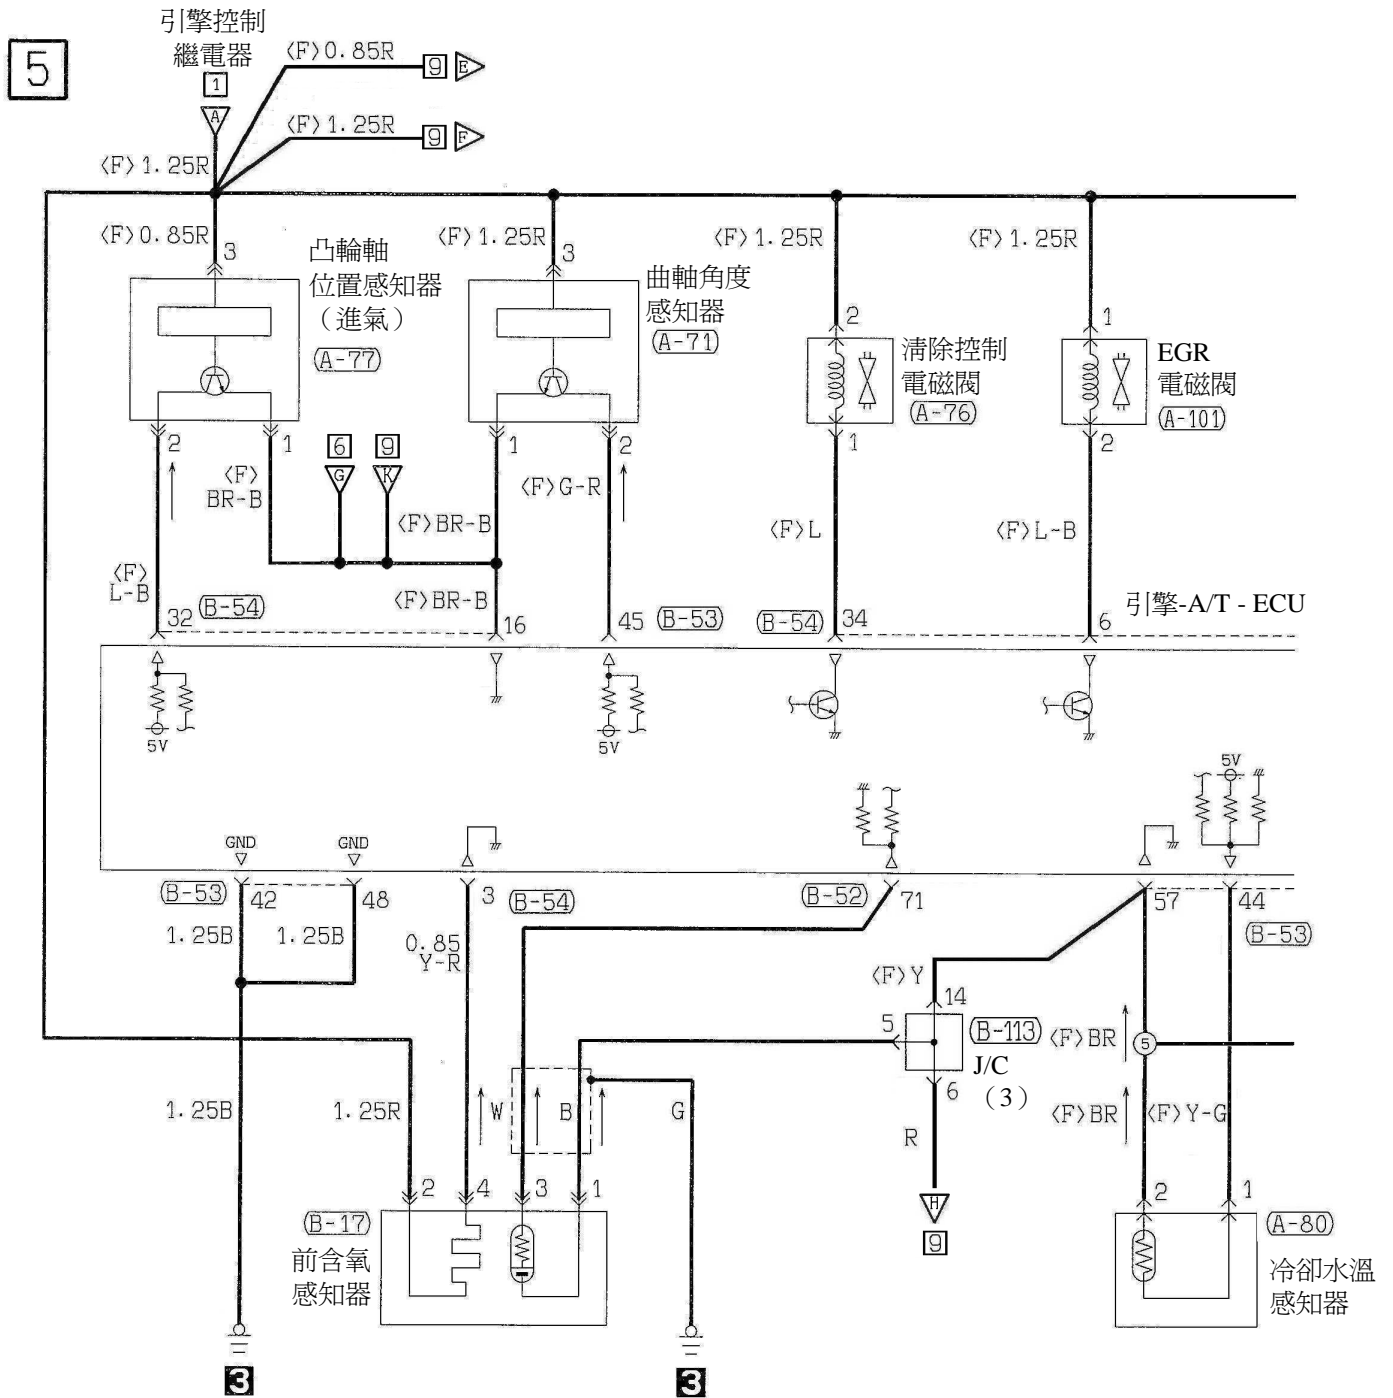 5
引擎控制
繼電器
1
A
〈F〉0.85R
9 E
〈F〉1.25R
9 F
〈F〉1.25R
〈F〉0.85R
3
凸輪軸
位置感知器
（進氣）
A-77
〈F〉1.25R
3
曲軸角度
感知器
A-71
〈F〉1.25R
2
清除控制
電磁閥
A-76
〈F〉1.25R
1
EGR
電磁閥
A-101
2
1
6
G
9
K
1
2
1
2
〈F〉
BR-B
〈F〉BR-B
〈F〉G-R
〈F〉L
〈F〉L-B
〈F〉
L-B
〈F〉BR-B
32
B-54
16
45
B-53
B-54
34
6
引擎-A/T - ECU
5V
5V
5V
GND
GND
B-53
42
48
3
B-54
B-52
71
57
44
B-53
1.25B
1.25B
0.85
Y-R
〈F〉Y
14
5
B-113
J/C
（3）
6
〈F〉BR
5
1.25B
1.25R
W
B
G
R
〈F〉BR
〈F〉Y-G
H
9
2
4
3
1
B-17
前含氧
感知器
2
1
A-80
冷卻水溫
感知器
3
3